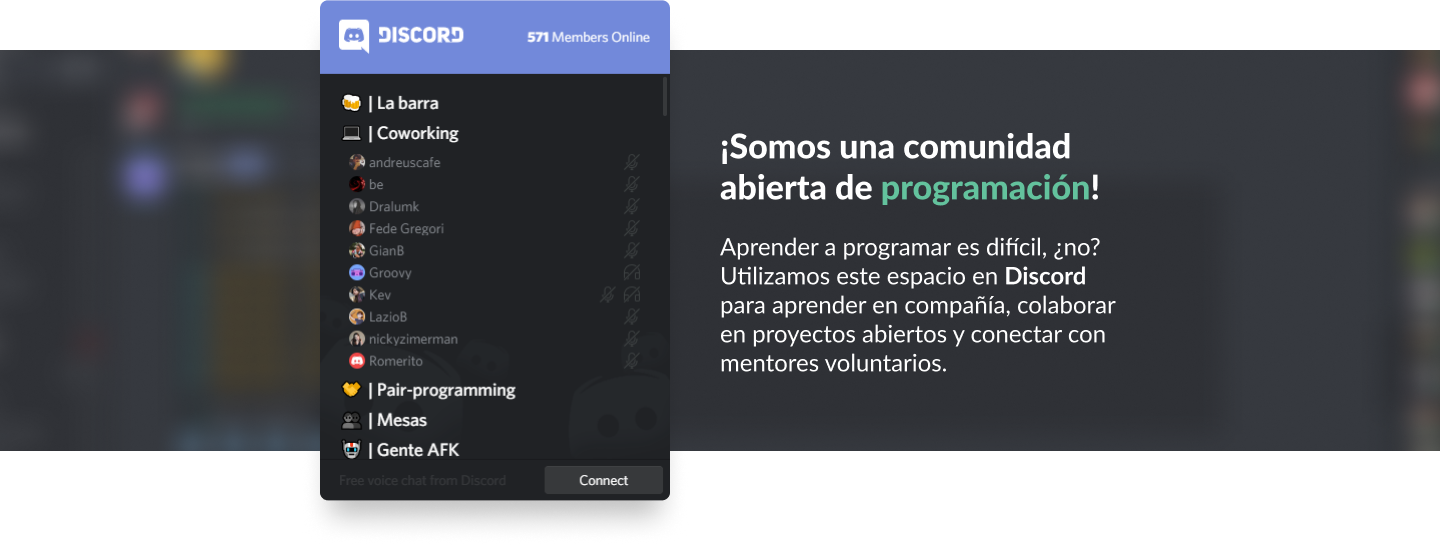 DISCORD
571 Members Online
| La barra
| Coworking
andreuscafe
be
Dralumk
Fede Gregori
GianB
Groovy
Kev
LazioB
nickyzimerman
Romerito
| Pair-programming
| Mesas
| Gente AFK
Free voice chat from Discord
Connect
¡Somos una comunidad
abierta de programación!
Aprender a programar es difícil, ¿no?
Utilizamos este espacio en Discord
para aprender en compañía, colaborar
en proyectos abiertos y conectar con
mentores voluntarios.